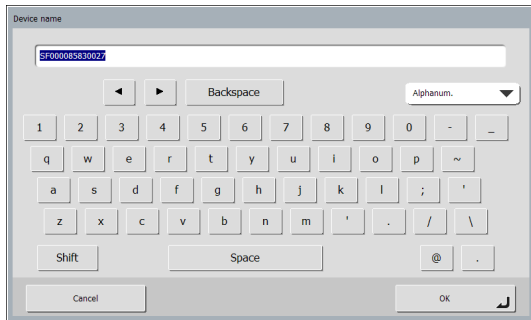 Device name
SF000085830027
◄ ► Backspace Alphanum.
1 2 3 4 5 6 7 8 9 0 - _
q w e r t y u i o p ~
a s d f g h j k l ; '
z x c v b n m ' . / \
Shift Space @ .
Cancel OK